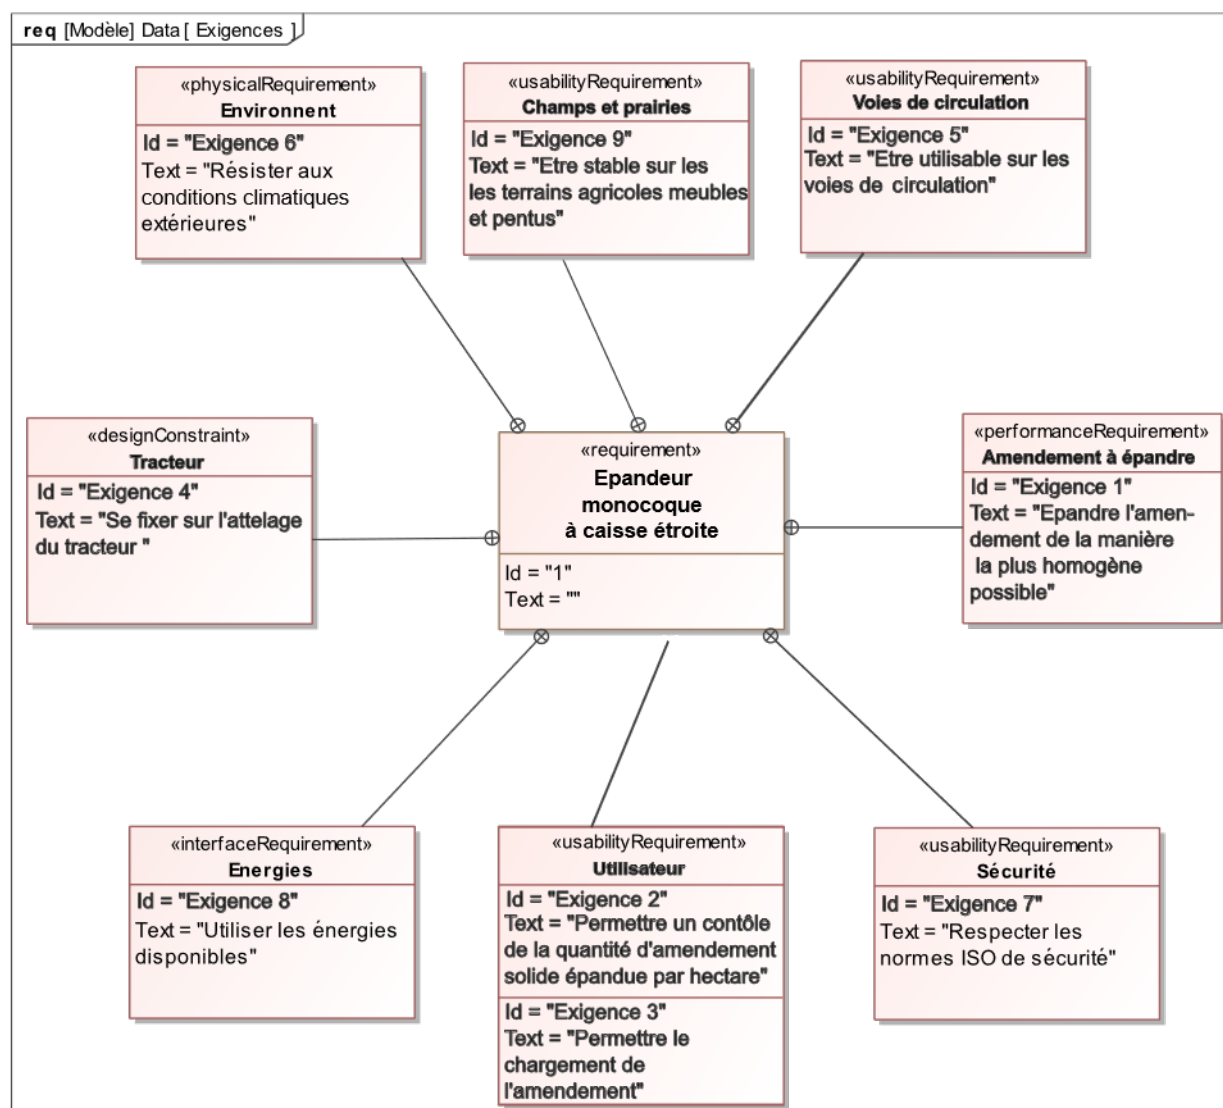 req [Modèle] Data [ Exigences ]
«physicalRequirement»
Environnent
Id = "Exigence 6"
Text = "Résister aux
conditions climatiques
extérieures"
«usabilityRequirement»
Champs et prairies
Id = "Exigence 9"
Text = "Etre stable sur les
les terrains agricoles meubles
et pentus"
«usabilityRequirement»
Voies de circulation
Id = "Exigence 5"
Text = "Etre utilisable sur les
voies de circulation"
«designConstraint»
Tracteur
Id = "Exigence 4"
Text = "Se fixer sur l'attelage
du tracteur "
«requirement»
Epandeur
monocoque
à caisse étroite
Id = "1"
Text = ""
«performanceRequirement»
Amendement à épandre
Id = "Exigence 1"
Text = "Epandre l'amen-
dement de la manière
la plus homogène
possible"
«interfaceRequirement»
Energies
Id = "Exigence 8"
Text = "Utiliser les énergies
disponibles"
«usabilityRequirement»
Utilisateur
Id = "Exigence 2"
Text = "Permettre un contôle
de la quantité d'amendement
solide épandue par hectare"
Id = "Exigence 3"
Text = "Permettre le
chargement de
l'amendement"
«usabilityRequirement»
Sécurité
Id = "Exigence 7"
Text = "Respecter les
normes ISO de sécurité"